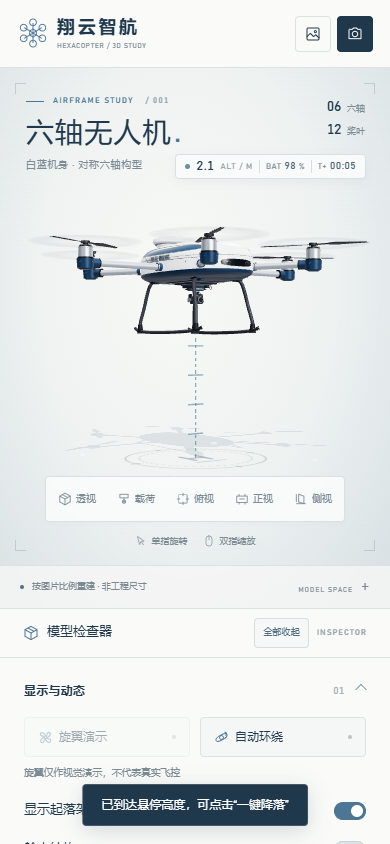 翔云智航
HEXACOPTER / 3D STUDY
AIRFRAME STUDY / 001
六轴无人机.
白蓝机身 · 对称六轴构型
06 六轴
12 桨叶
2.1 ALT / M BAT 98 % T+ 00:05
透视 载荷 俯视 正视 侧视
单指旋转 双指缩放
按图片比例重建 · 非工程尺寸
MODEL SPACE +
模型检查器
全部收起
INSPECTOR
显示与动态
01
旋翼演示
自动环绕
旋翼仅作视觉演示，不代表真实飞控
显示起落架
已到达悬停高度，可点击“一键降落”